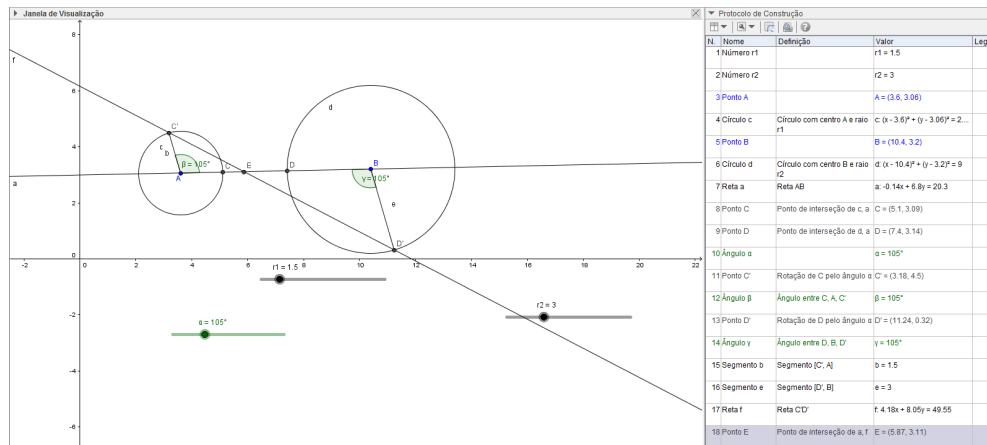 Janela de Visualização
Protocolo de Construção
N. Nome Definição Valor Leg
1 Número r1 r1 = 1.5
2 Número r2 r2 = 3
3 Ponto A A = (3.6, 3.06)
4 Círculo c Círculo com centro A e raio r1 c: (x - 3.6)² + (y - 3.06)² = 2...
5 Ponto B B = (10.4, 3.2)
6 Círculo d Círculo com centro B e raio r2 d: (x - 10.4)² + (y - 3.2)² = 9
7 Reta a Reta AB a: -0.14x + 6.8y = 20.3
8 Ponto C Ponto de interseção de c, a C = (5.1, 3.09)
9 Ponto D Ponto de interseção de d, a D = (7.4, 3.14)
10 Ângulo α α = 105°
11 Ponto C' Rotação de C pelo ângulo α C' = (3.18, 4.5)
12 Ângulo β Ângulo entre C, A, C' β = 105°
13 Ponto D' Rotação de D pelo ângulo α D' = (11.24, 0.32)
14 Ângulo γ Ângulo entre D, B, D' γ = 105°
15 Segmento b Segmento [C', A] b = 1.5
16 Segmento e Segmento [D', B] e = 3
17 Reta f Reta C'D' f: 4.18x + 8.05y = 49.55
18 Ponto E Ponto de interseção de a, f E = (5.87, 3.11)
8
f
6
d
C'
4
c
b
β = 105°
C
E
D
B
A
γ = 105°
a
2
e
D'
0
-2 0 2 4 6 8 10 12 14 16 18 20 22
r1 = 1.5
r2 = 3
-2
α = 105°
-4
-6